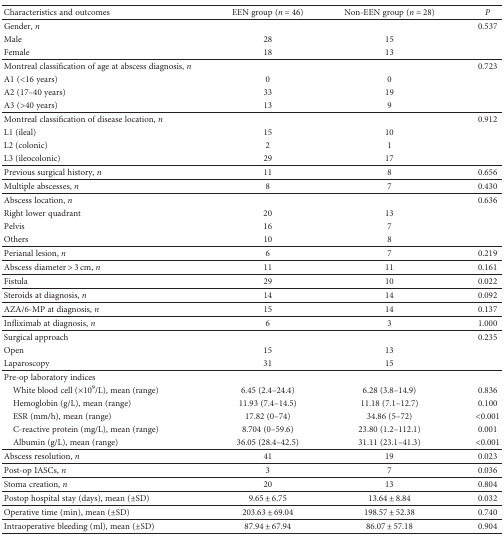 Characteristics and outcomes EEN group (n = 46) Non-EEN group (n = 28) P
Gender, n 0.537
Male 28 15
Female 18 13
Montreal classification of age at abscess diagnosis, n 0.723
A1 (<16 years) 0 0
A2 (17–40 years) 33 19
A3 (>40 years) 13 9
Montreal classification of disease location, n 0.912
L1 (ileal) 15 10
L2 (colonic) 2 1
L3 (ileocolonic) 29 17
Previous surgical history, n 11 8 0.656
Multiple abscesses, n 8 7 0.430
Abscess location, n 0.636
Right lower quadrant 20 13
Pelvis 16 7
Others 10 8
Perianal lesion, n 6 7 0.219
Abscess diameter > 3 cm, n 11 11 0.161
Fistula 29 10 0.022
Steroids at diagnosis, n 14 14 0.092
AZA/6-MP at diagnosis, n 15 14 0.137
Infliximab at diagnosis, n 6 3 1.000
Surgical approach 0.235
Open 15 13
Laparoscopy 31 15
Pre-op laboratory indices
White blood cell (×10⁹/L), mean (range) 6.45 (2.4–24.4) 6.28 (3.8–14.9) 0.836
Hemoglobin (g/L), mean (range) 11.93 (7.4–14.5) 11.18 (7.1–12.7) 0.100
ESR (mm/h), mean (range) 17.82 (0–74) 34.86 (5–72) <0.001
C-reactive protein (mg/L), mean (range) 8.704 (0–59.6) 23.80 (1.2–112.1) 0.001
Albumin (g/L), mean (range) 36.05 (28.4–42.5) 31.11 (23.1–41.3) <0.001
Abscess resolution, n 41 19 0.023
Post-op IASCs, n 3 7 0.036
Stoma creation, n 20 13 0.804
Postop hospital stay (days), mean (±SD) 9.65 ± 6.75 13.64 ± 8.84 0.032
Operative time (min), mean (±SD) 203.63 ± 69.04 198.57 ± 52.38 0.740
Intraoperative bleeding (ml), mean (±SD) 87.94 ± 67.94 86.07 ± 57.18 0.904